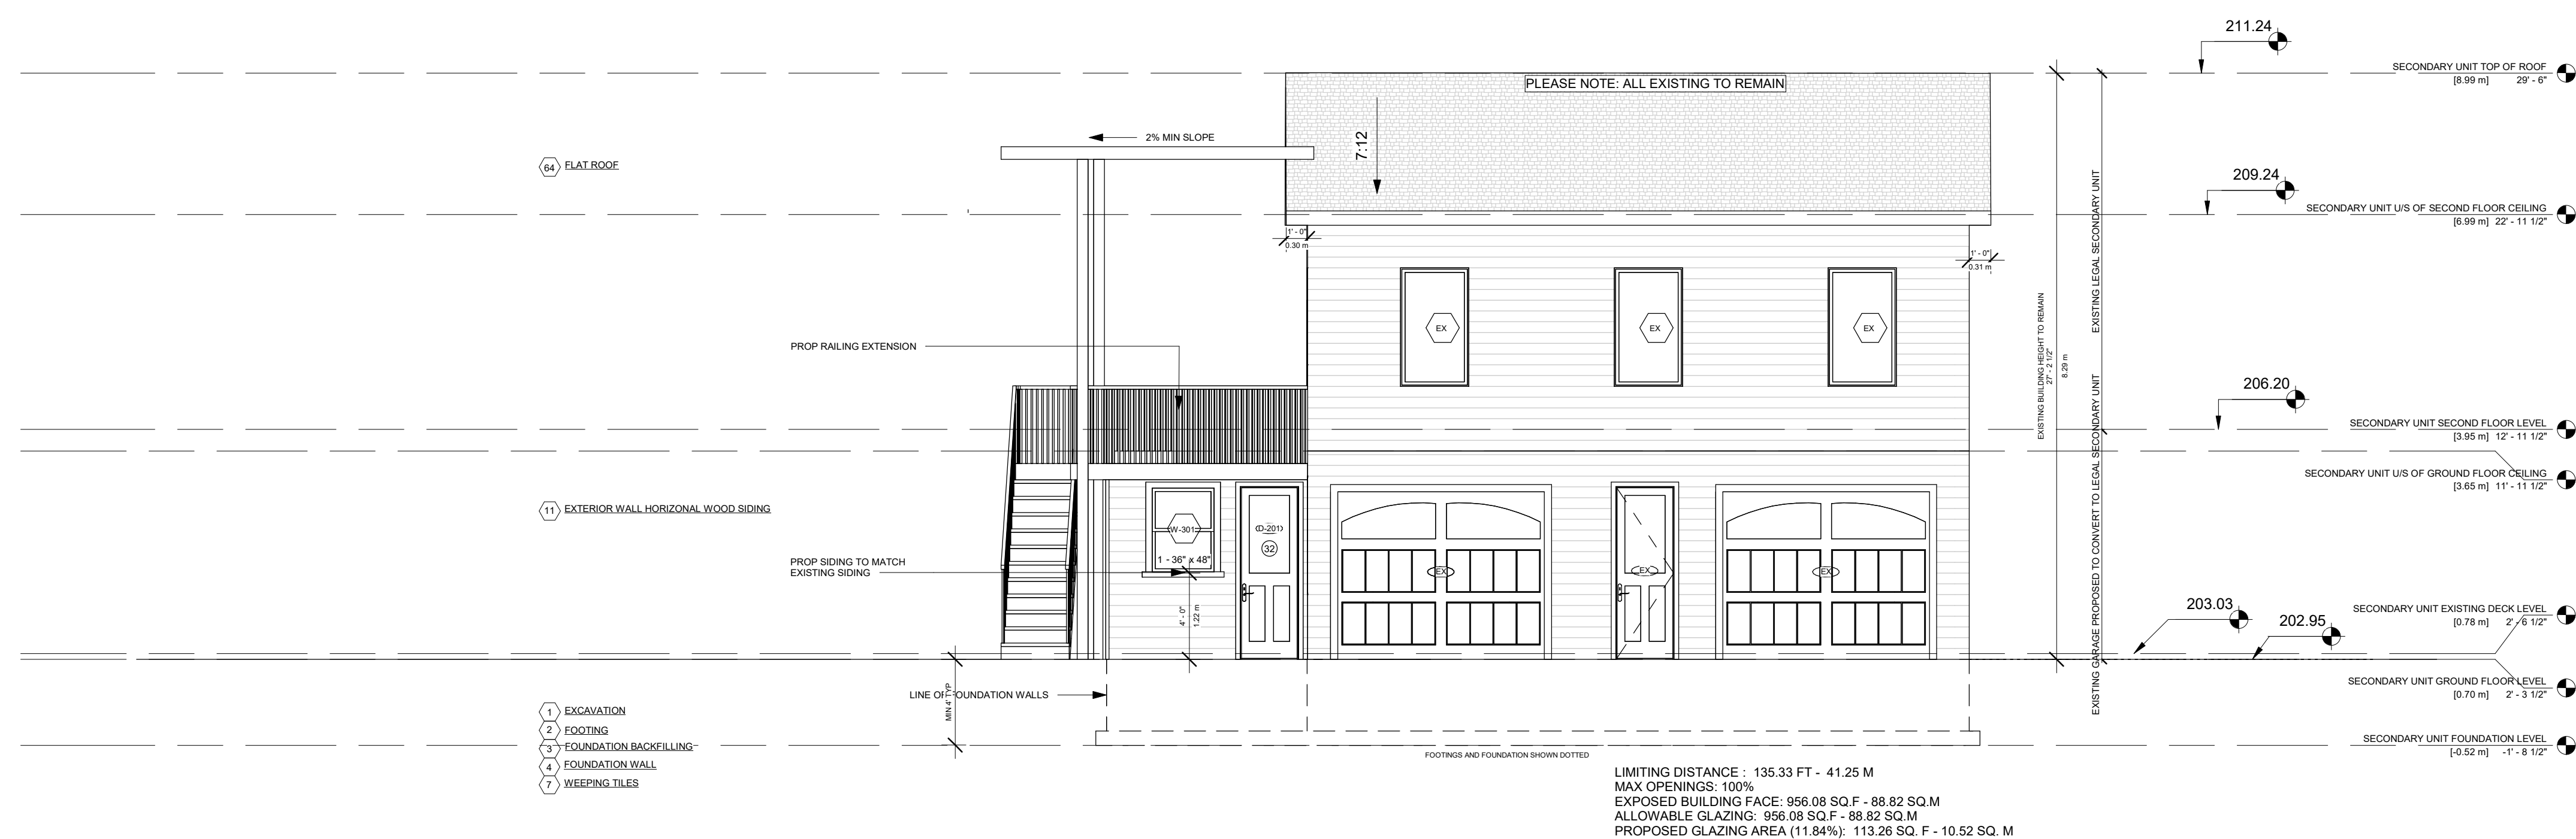 211.24
SECONDARY UNIT TOP OF ROOF
[8.99 m] 29' - 6"
PLEASE NOTE: ALL EXISTING TO REMAIN
2% MIN SLOPE
7:12
64 FLAT ROOF
209.24
SECONDARY UNIT U/S OF SECOND FLOOR CEILING
[6.99 m] 22' - 11 1/2"
1' - 0"
0.30 m
1' - 0"
0.31 m
EX
EX
EX
EXISTING BUILDING HEIGHT TO REMAIN
27' - 2 1/2"
8.29 m
EXISTING LEGAL SECONDARY UNIT
EXISTING GARAGE PROPOSED TO CONVERT TO LEGAL SECONDARY UNIT
PROP RAILING EXTENSION
206.20
SECONDARY UNIT SECOND FLOOR LEVEL
[3.95 m] 12' - 11 1/2"
SECONDARY UNIT U/S OF GROUND FLOOR CEILING
[3.65 m] 11' - 11 1/2"
11 EXTERIOR WALL HORIZONAL WOOD SIDING
W-301
1 - 36" x 48"
D-201
32
EX
EX
EX
PROP SIDING TO MATCH
EXISTING SIDING
4' - 0"
1.22 m
203.03
202.95
SECONDARY UNIT EXISTING DECK LEVEL
[0.78 m] 2' - 6 1/2"
SECONDARY UNIT GROUND FLOOR LEVEL
[0.70 m] 2' - 3 1/2"
LINE OF FOUNDATION WALLS
MIN 4' TYP
1 EXCAVATION
2 FOOTING
3 FOUNDATION BACKFILLING
4 FOUNDATION WALL
7 WEEPING TILES
SECONDARY UNIT FOUNDATION LEVEL
[-0.52 m] -1' - 8 1/2"
FOOTINGS AND FOUNDATION SHOWN DOTTED
LIMITING DISTANCE : 135.33 FT - 41.25 M
MAX OPENINGS: 100%
EXPOSED BUILDING FACE: 956.08 SQ.F - 88.82 SQ.M
ALLOWABLE GLAZING: 956.08 SQ.F - 88.82 SQ.M
PROPOSED GLAZING AREA (11.84%): 113.26 SQ. F - 10.52 SQ. M